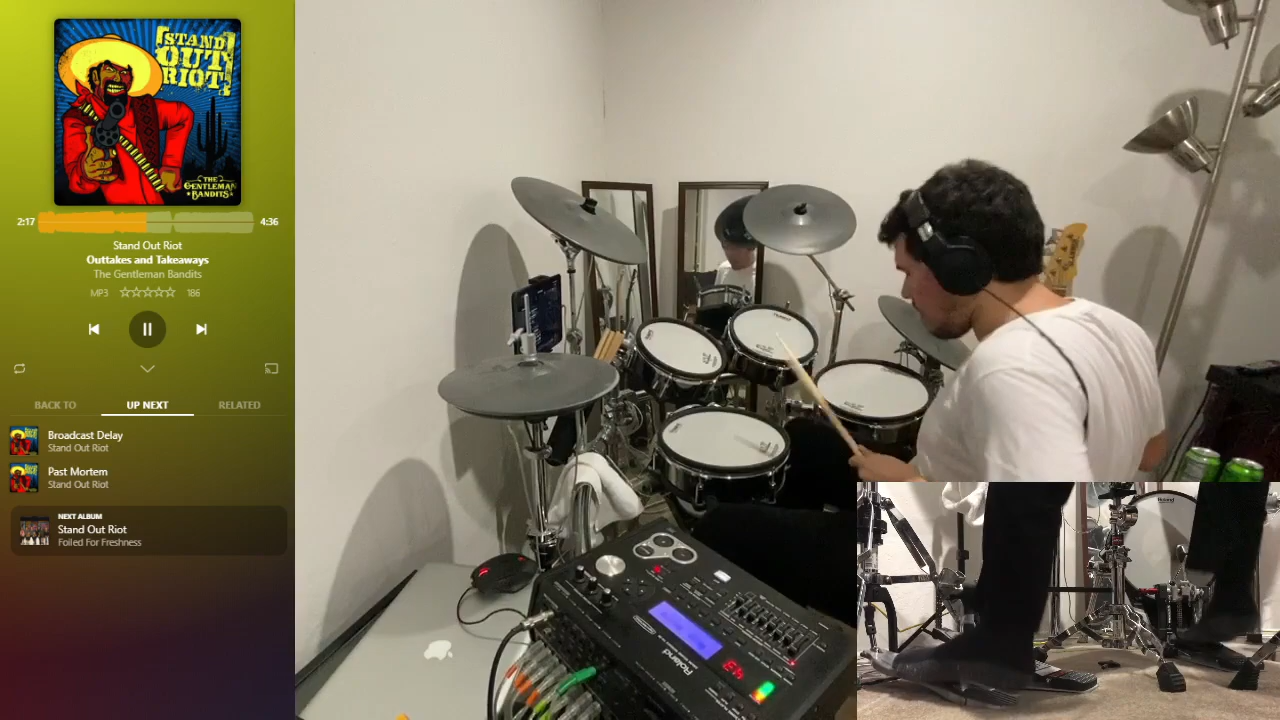 STAND
OUT
RIOT!
THE
GENTLEMAN
BANDITS
2:17
4:36
Stand Out Riot
Outtakes and Takeaways
The Gentleman Bandits
MP3
186
BACK TO
UP NEXT
RELATED
Broadcast Delay
Stand Out Riot
Past Mortem
Stand Out Riot
NEXT ALBUM
Stand Out Riot
Foiled For Freshness
Roland
Roland